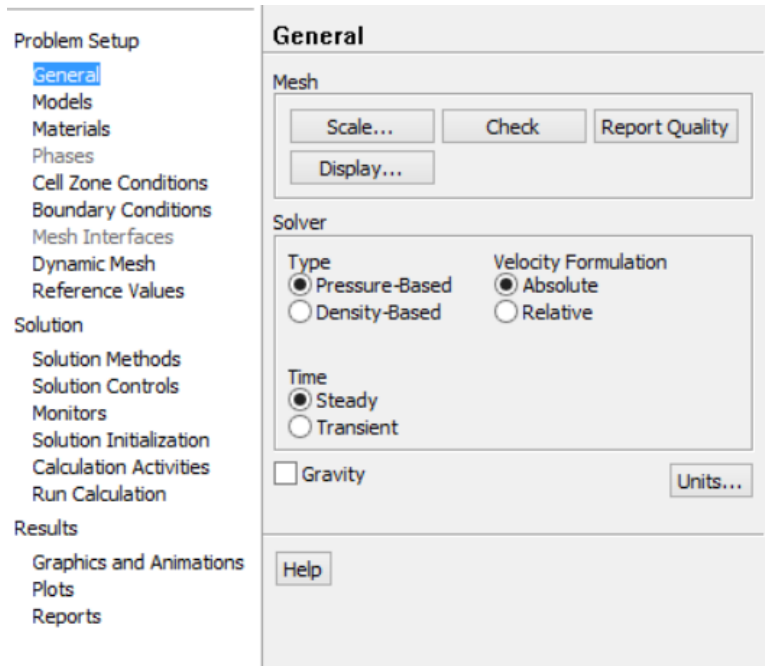 Problem Setup
General
Models
Materials
Phases
Cell Zone Conditions
Boundary Conditions
Mesh Interfaces
Dynamic Mesh
Reference Values
Solution
Solution Methods
Solution Controls
Monitors
Solution Initialization
Calculation Activities
Run Calculation
Results
Graphics and Animations
Plots
Reports
General
Mesh
Scale... Check Report Quality
Display...
Solver
Type Velocity Formulation
Pressure-Based Absolute
Density-Based Relative
Time
Steady
Transient
Gravity Units...
Help